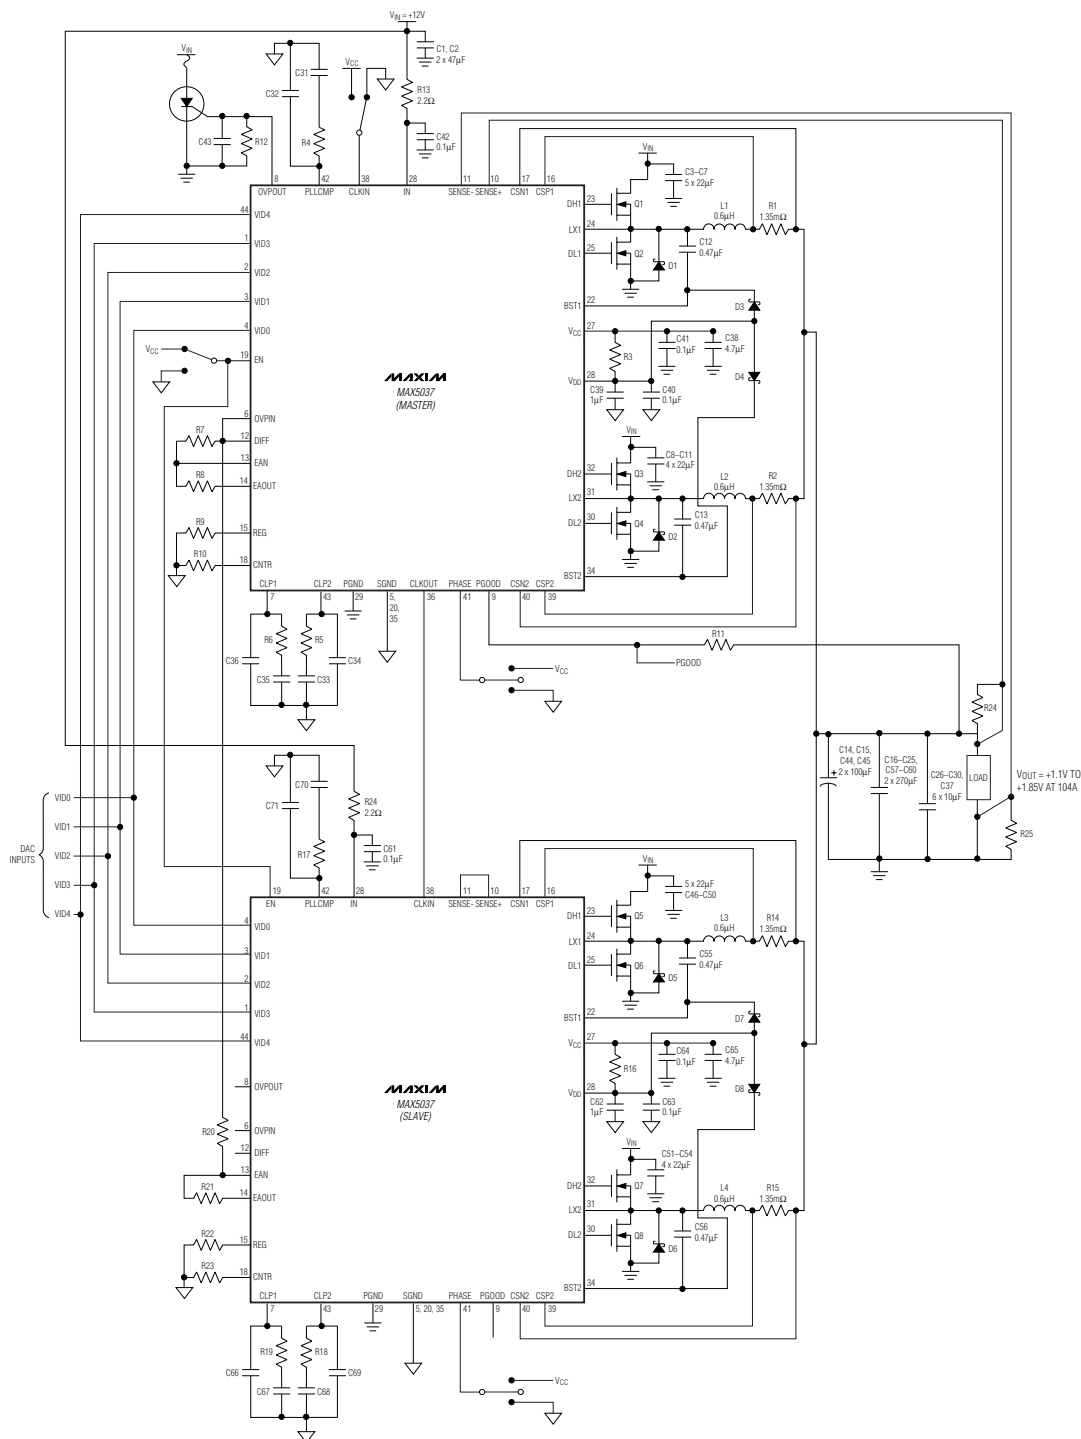 VIN = +12V
C1, C2
2 x 47µF
VIN
C31
C32
VCC
R13
2.2Ω
C43
R12
R4
C42
0.1µF
8
42
38
28
11
10
17
16
OVPOUT
PLLCMP
CLKIN
IN
SENSE-
SENSE+
CSN1
CSP1
44
VID4
1
VID3
2
VID2
3
VID1
4
VID0
VCC
19
EN
6
OVPIN
R7
12
DIFF
13
EAN
R8
14
EAOUT
R9
15
REG
R10
18
CNTR
MAXIM
MAX5037
(MASTER)
DH1
23
LX1
24
DL1
25
BST1
22
VCC
27
VDD
28
DH2
32
LX2
31
DL2
30
BST2
34
VIN
C3–C7
5 x 22µF
Q1
Q2
D1
C12
0.47µF
L1
0.6µH
R1
1.35mΩ
D3
R3
C41
0.1µF
C38
4.7µF
D4
C39
1µF
C40
0.1µF
VIN
C8–C11
4 x 22µF
Q3
Q4
D2
C13
0.47µF
L2
0.6µH
R2
1.35mΩ
CLP1
CLP2
PGND
SGND
CLKOUT
PHASE
PGOOD
CSN2
CSP2
7
43
29
5,
20,
35
36
41
9
40
39
R6
R5
C36
C34
C35
C33
R11
PGOOD
VCC
R24
C14, C15,
C44, C45
2 x 100µF
C16–C25,
C57–C60
2 x 270µF
C26–C30,
C37
6 x 10µF
LOAD
VOUT = +1.1V TO
+1.85V AT 104A
R25
DAC
INPUTS
VID0
VID1
VID2
VID3
VID4
C70
C71
R17
R24
2.2Ω
C61
0.1µF
19
42
28
38
11
10
17
16
EN
PLLCMP
IN
CLKIN
SENSE-
SENSE+
CSN1
CSP1
4
VID0
3
VID1
2
VID2
1
VID3
44
VID4
8
OVPOUT
R20
6
OVPIN
12
DIFF
13
EAN
R21
14
EAOUT
R22
15
REG
R23
18
CNTR
MAXIM
MAX5037
(SLAVE)
DH1
23
LX1
24
DL1
25
BST1
22
VCC
27
VDD
28
DH2
32
LX2
31
DL2
30
BST2
34
VIN
5 x 22µF
C46–C50
Q5
Q6
D5
C55
0.47µF
L3
0.6µH
R14
1.35mΩ
D7
R16
C64
0.1µF
C65
4.7µF
D8
C62
1µF
C63
0.1µF
VIN
C51–C54
4 x 22µF
Q7
Q8
D6
C56
0.47µF
L4
0.6µH
R15
1.35mΩ
CLP1
CLP2
PGND
SGND
PHASE
PGOOD
CSN2
CSP2
7
43
29
5, 20, 35
41
9
40
39
R19
R18
C66
C69
C67
C68
VCC